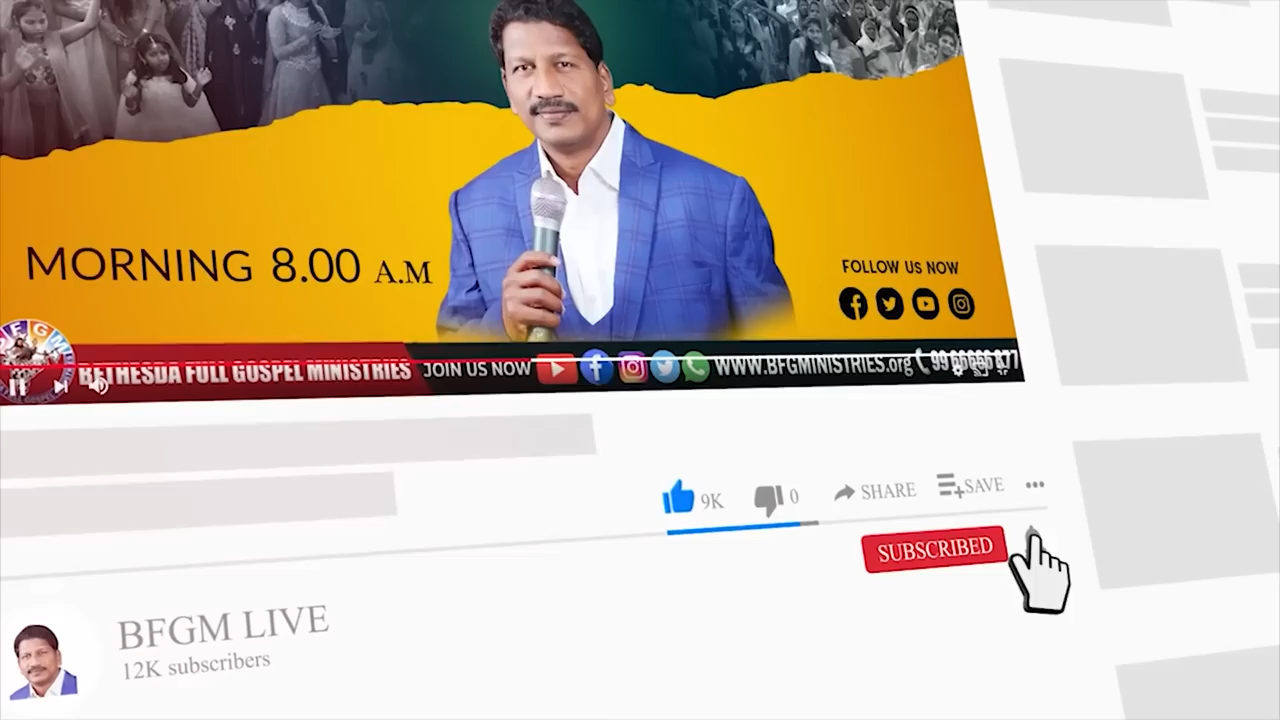 MORNING 8.00 A.M
FOLLOW US NOW
BFGM
BETHESDA FULL GOSPEL MINISTRIES
JOIN US NOW
WWW.BFGMINISTRIES.org
9K
0
SHARE
SAVE
SUBSCRIBED
BFGM LIVE
12K subscribers